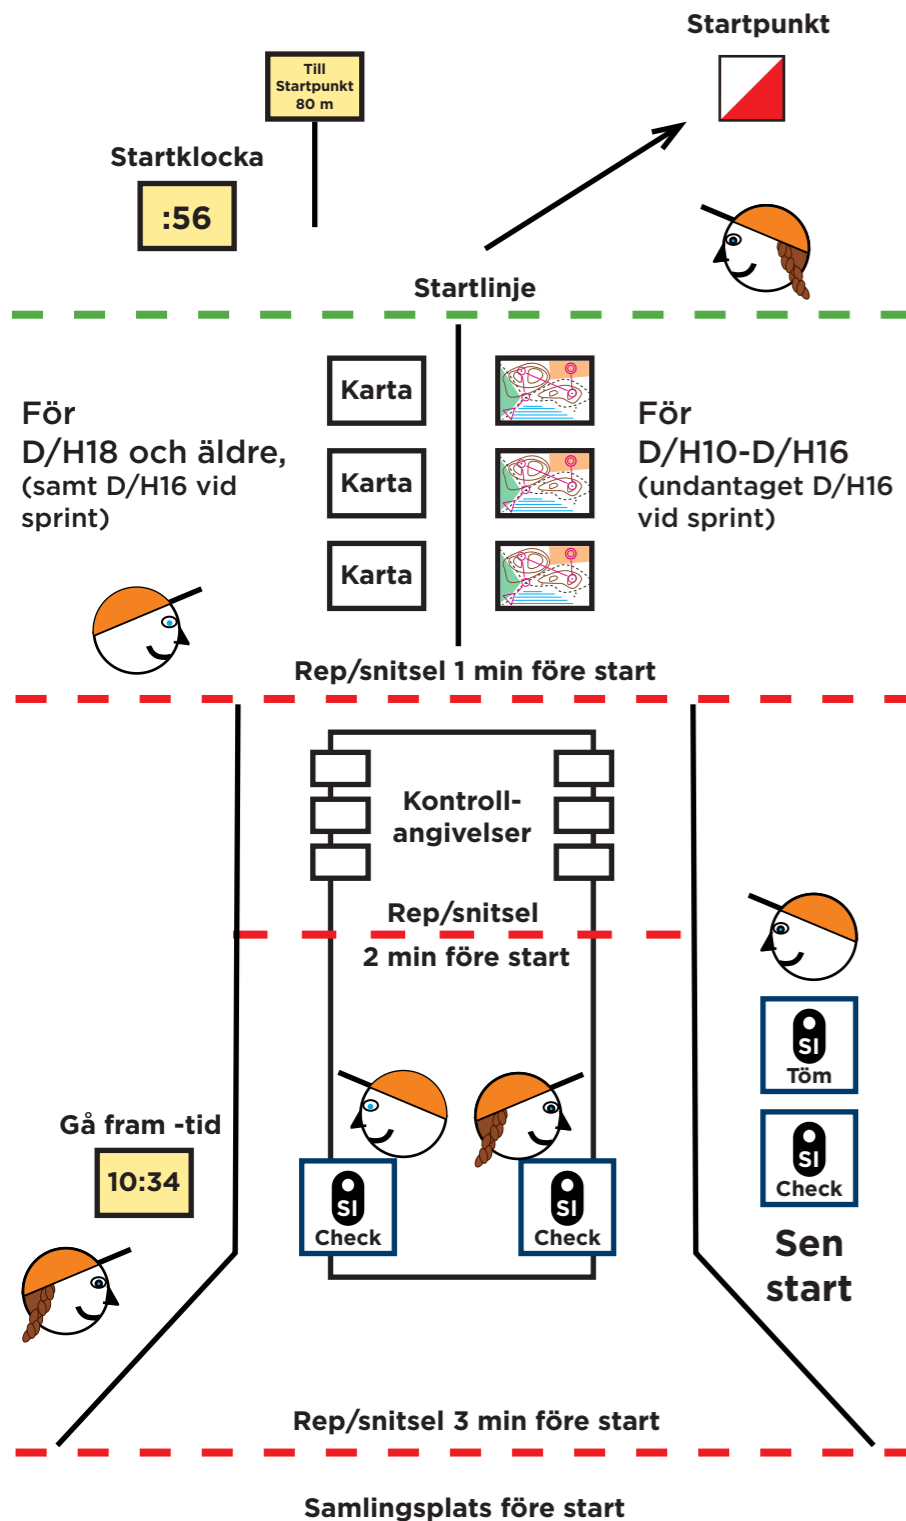 Startpunkt
Till
Startpunkt
80 m
Startklocka
:56
Startlinje
För
D/H18 och äldre,
(samt D/H16 vid
sprint)
Karta
Karta
Karta
För
D/H10-D/H16
(undantaget D/H16
vid sprint)
Rep/snitsel 1 min före start
Kontroll-
angivelser
Rep/snitsel
2 min före start
SI
Töm
SI
Check
Sen
start
Gå fram -tid
10:34
SI
Check
SI
Check
Rep/snitsel 3 min före start
Samlingsplats före start